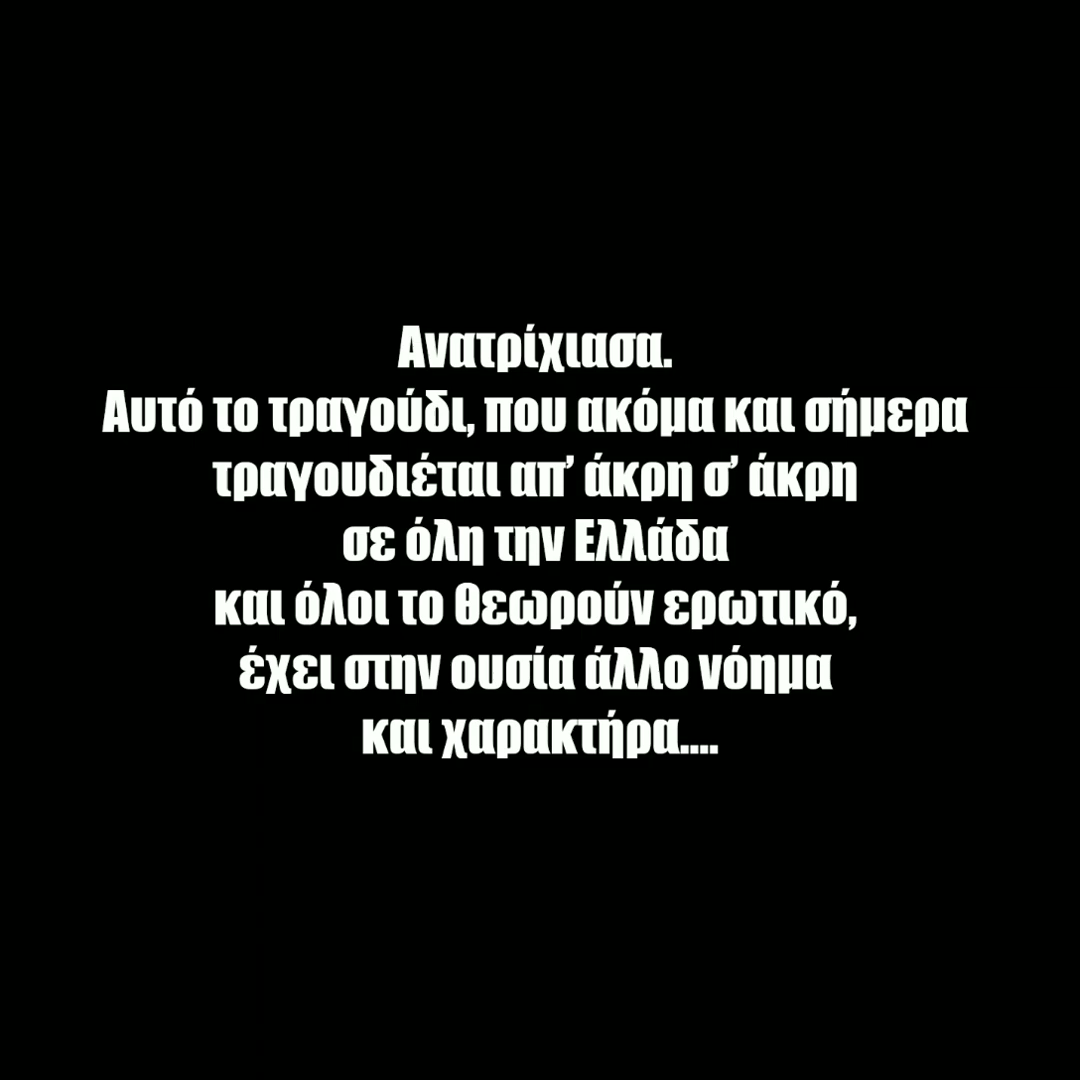 Ανατρίχιασα.
Αυτό το τραγούδι, που ακόμα και σήμερα
τραγουδιέται απ’ άκρη σ’ άκρη
σε όλη την Ελλάδα
και όλοι το θεωρούν ερωτικό,
έχει στην ουσία άλλο νόημα
και χαρακτήρα....